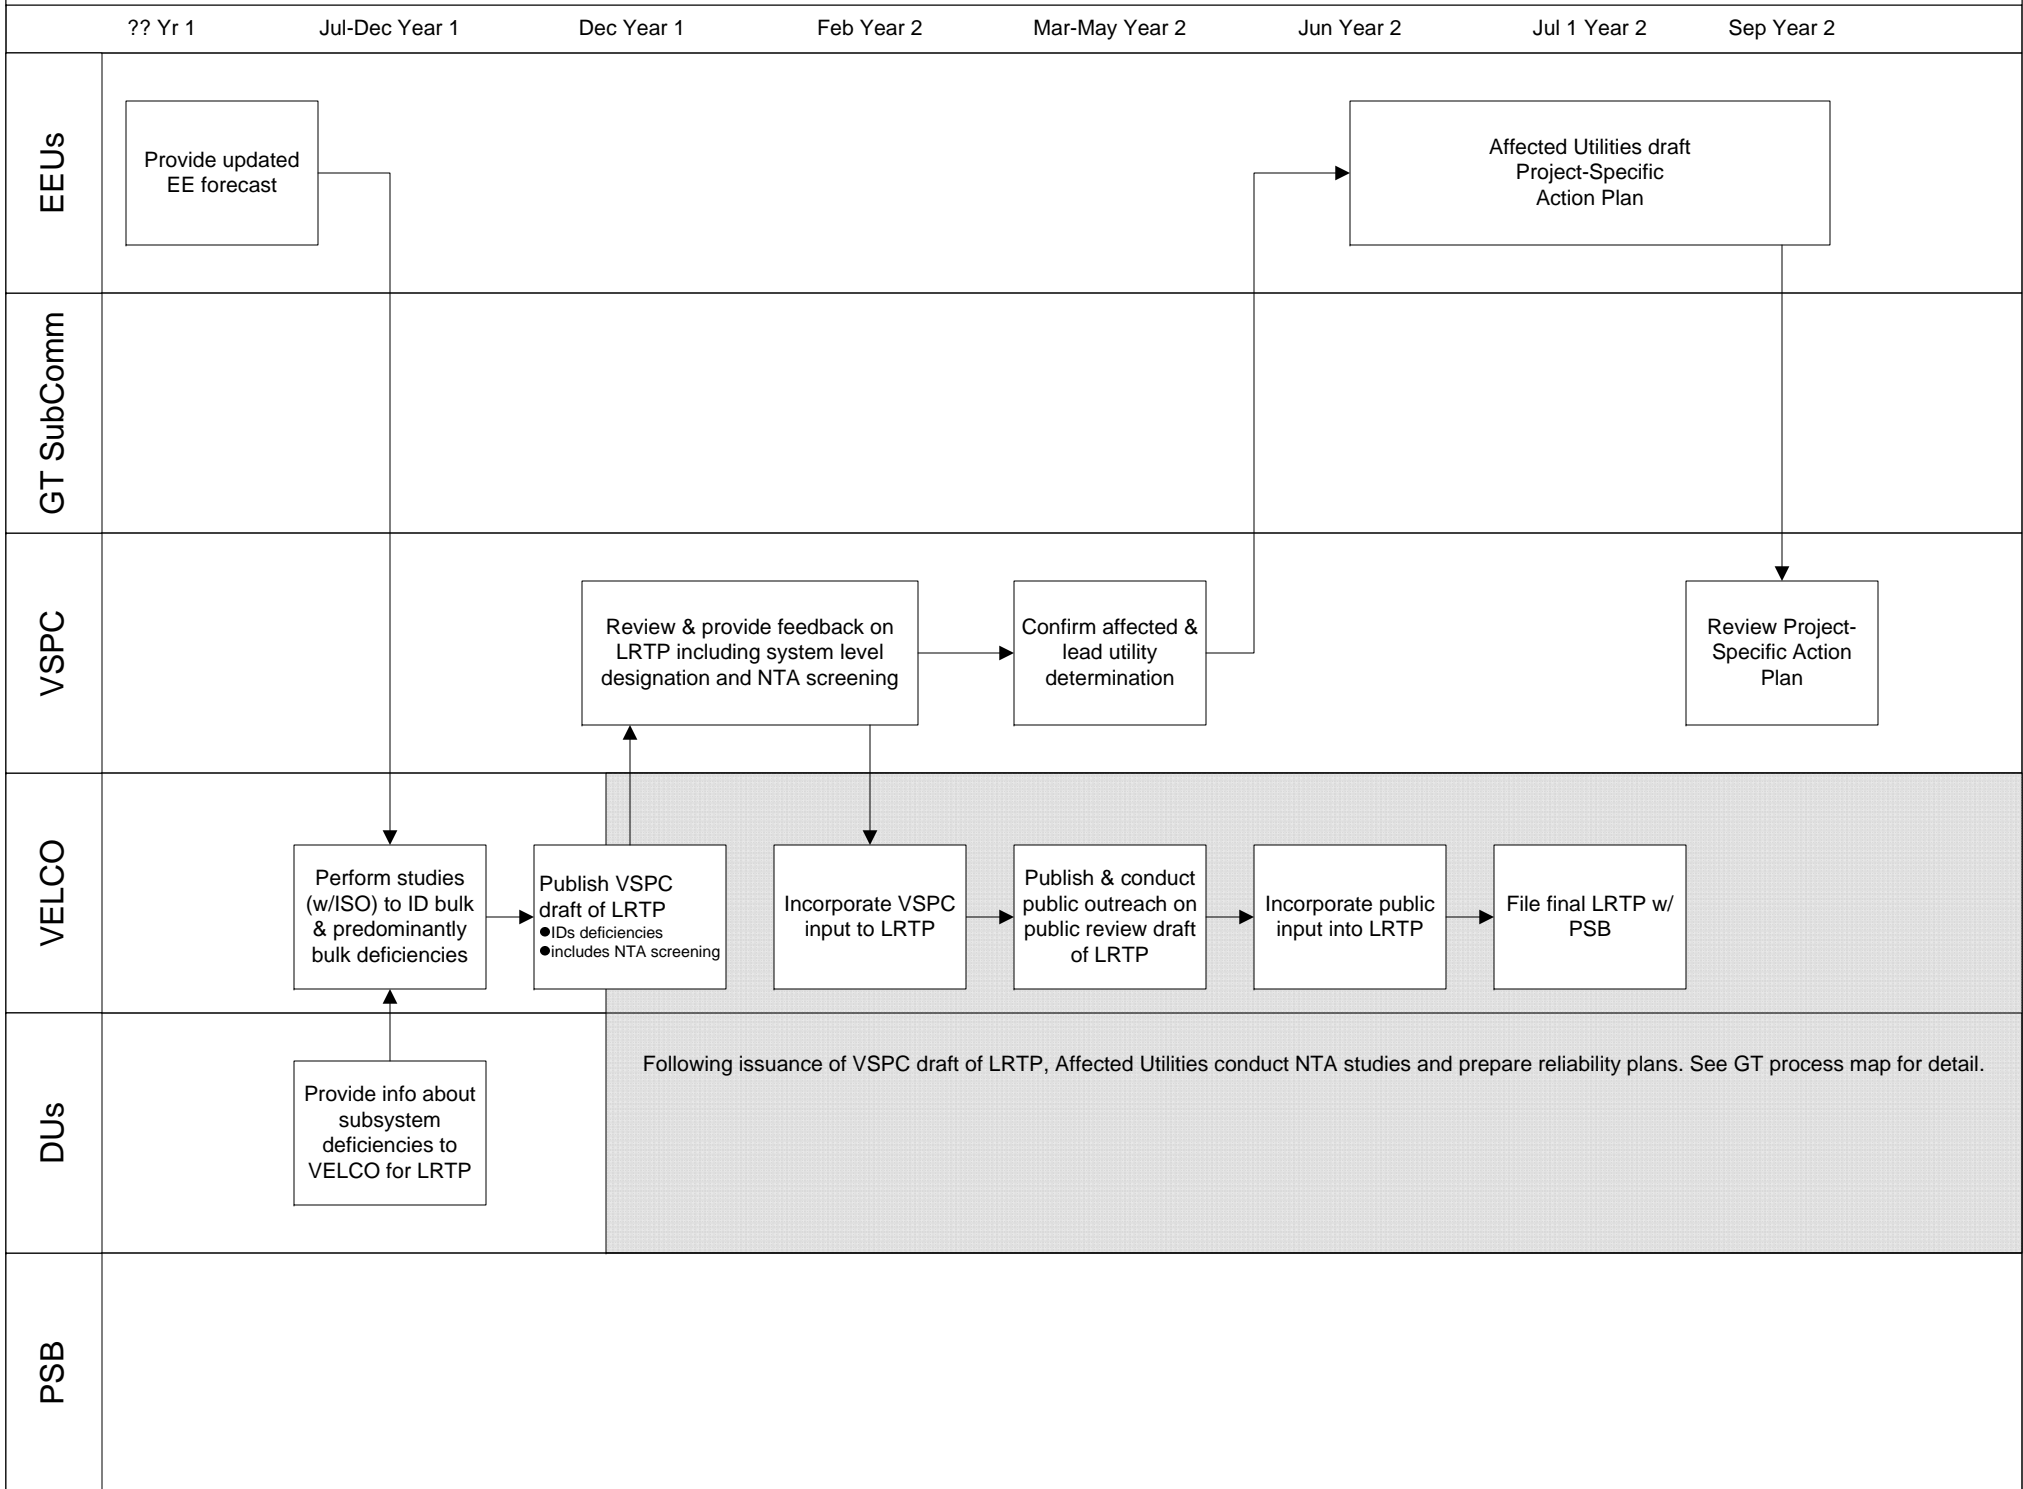 ?? Yr 1
Jul-Dec Year 1
Dec Year 1
Feb Year 2
Mar-May Year 2
Jun Year 2
Jul 1 Year 2
Sep Year 2
EEUs
Provide updated
EE forecast
Affected Utilities draft
Project-Specific
Action Plan
GT SubComm
VSPC
Review & provide feedback on
LRTP including system level
designation and NTA screening
Confirm affected &
lead utility
determination
Review Project-
Specific Action
Plan
VELCO
Perform studies
(w/ISO) to ID bulk
& predominantly
bulk deficiencies
Publish VSPC
draft of LRTP
●IDs deficiencies
●includes NTA screening
Incorporate VSPC
input to LRTP
Publish & conduct
public outreach on
public review draft
of LRTP
Incorporate public
input into LRTP
File final LRTP w/
PSB
DUs
Provide info about
subsystem
deficiencies to
VELCO for LRTP
Following issuance of VSPC draft of LRTP, Affected Utilities conduct NTA studies and prepare reliability plans. See GT process map for detail.
PSB